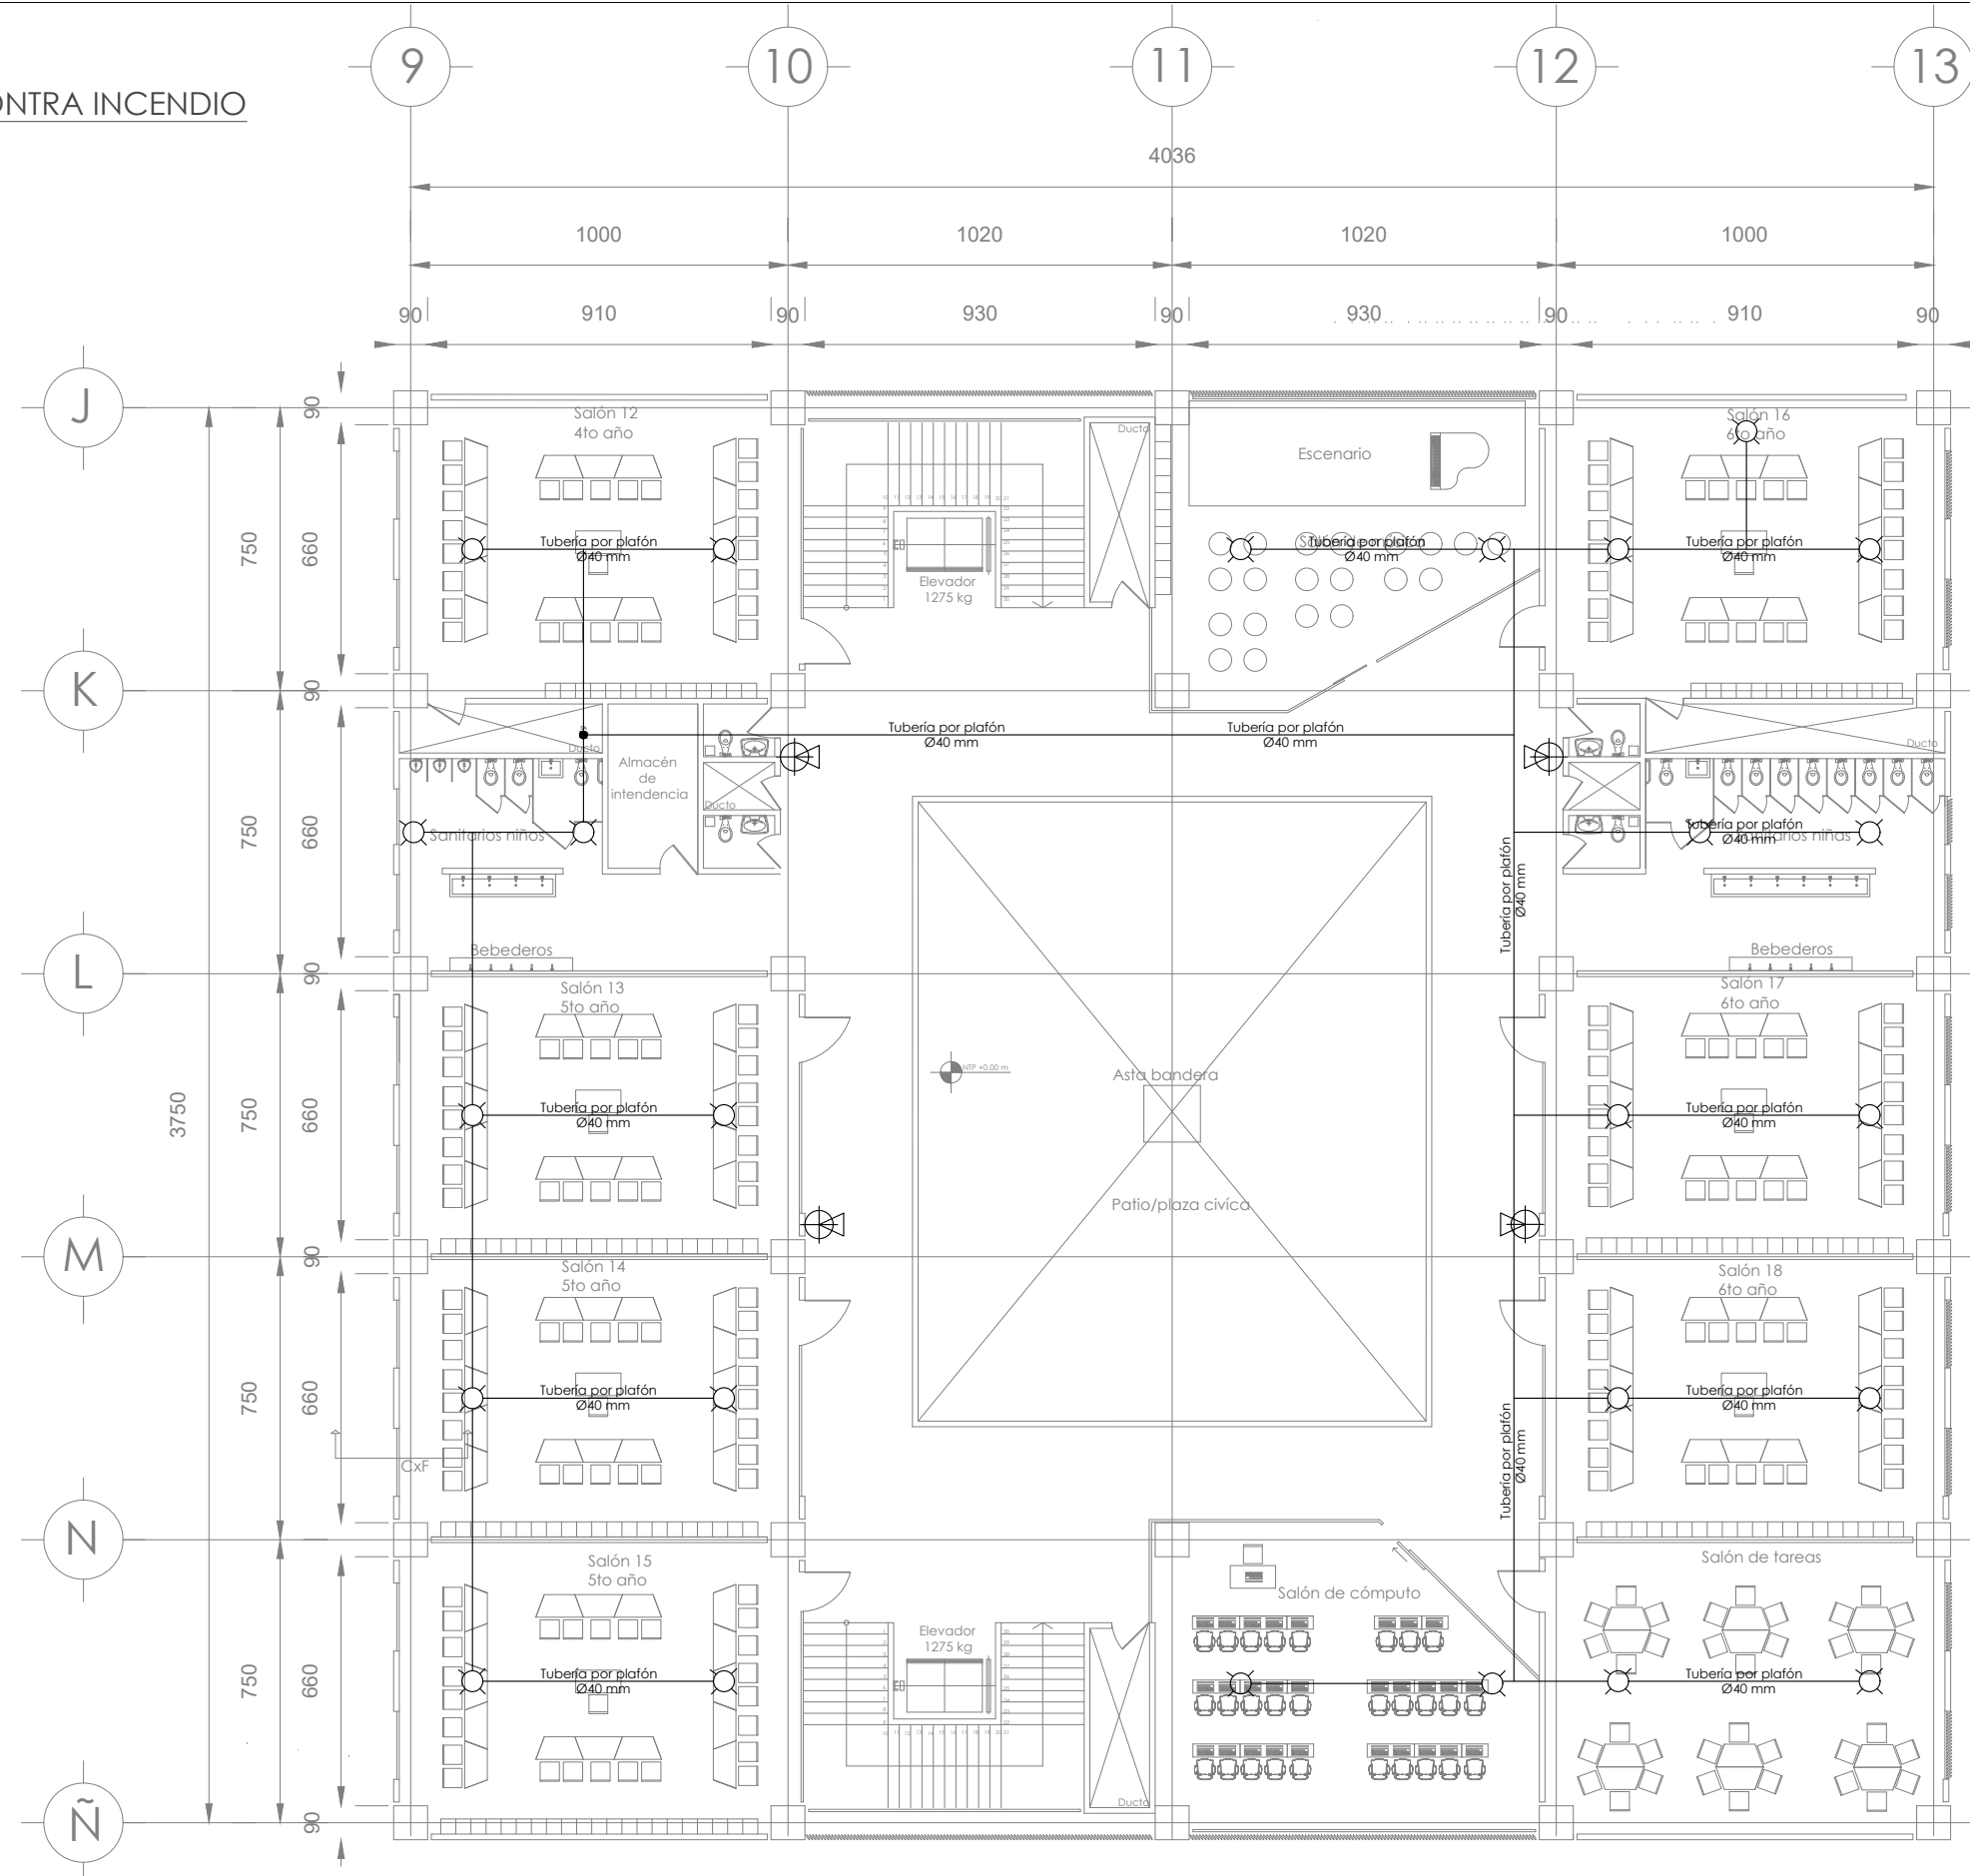 9
10
11
12
13
ONTRA INCENDIO
4036
1000
1020
1020
1000
90
910
90
930
90
930
90
910
90
J
K
L
M
N
Ñ
3750
750
750
750
750
750
90
660
90
660
90
660
90
660
90
660
90
Salón 12
4to año
Tubería por plafón
Ø40 mm
Ducto
Elevador
1275 kg
Escenario
Tubería por plafón
Ø40 mm
Salón 16
6to año
Tubería por plafón
Ø40 mm
Tubería por plafón
Ø40 mm
Tubería por plafón
Ø40 mm
Ducto
Almacén
de
intendencia
Ducto
Sanitarios niños
Bebederos
Ducto
Tubería por plafón
Ø40 mm
Bebederos
Tubería por plafón
Ø40 mm
Salón 13
5to año
Tubería por plafón
Ø40 mm
NTP +0.00 m
Asta bandera
Patio/plaza civíca
Salón 17
6to año
Tubería por plafón
Ø40 mm
Salón 14
5to año
Tubería por plafón
Ø40 mm
CxF
Salón 18
6to año
Tubería por plafón
Ø40 mm
Tubería por plafón
Ø40 mm
Salón 15
5to año
Tubería por plafón
Ø40 mm
Elevador
1275 kg
Ducto
Salón de cómputo
Salón de tareas
Tubería por plafón
Ø40 mm